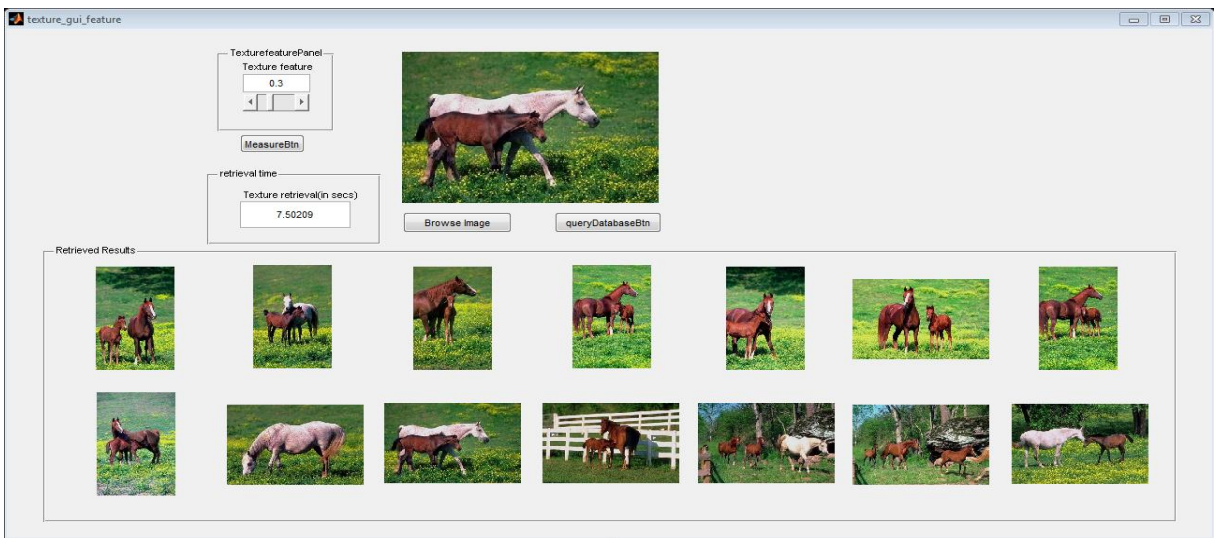 texture_gui_feature
TexturefeaturePanel
Texture feature
0.3
MeasureBtn
retrieval time
Texture retrieval(in secs)
7.50209
Browse Image
queryDatabaseBtn
Retrieved Results